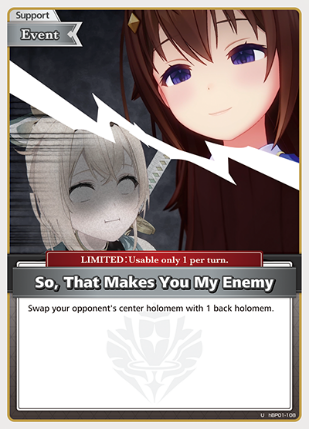 Support
Event
LIMITED:Usable only 1 per turn.
So, That Makes You My Enemy
Swap your opponent's center holomem with 1 back holomem.
U hBP01-108